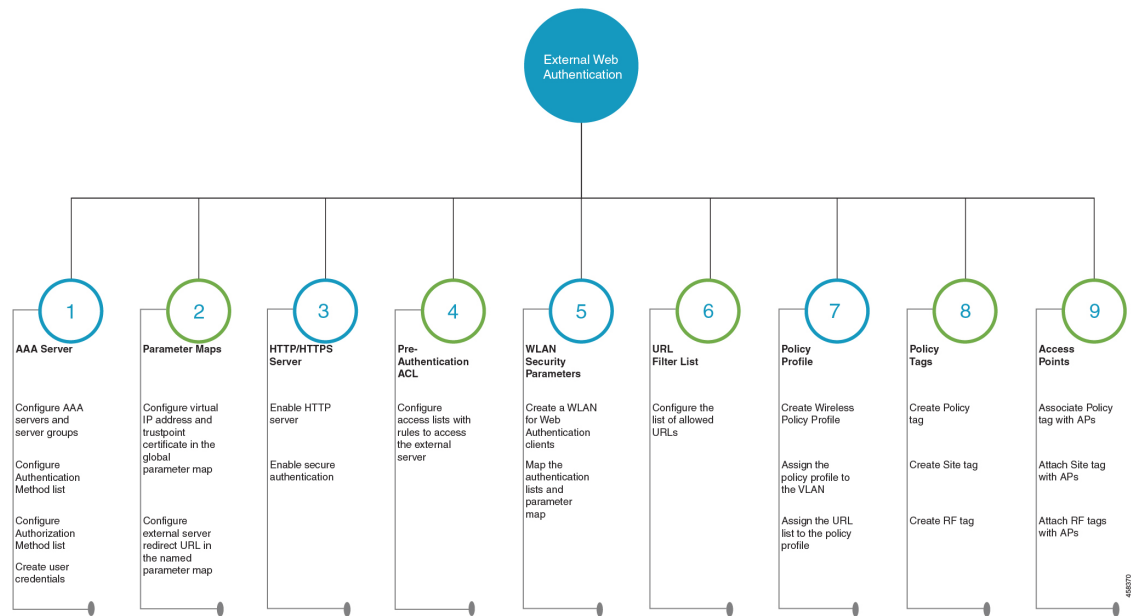 External Web
Authentication
1
AAA Server
Configure AAA
servers and
server groups
Configure
Authentication
Method list
Configure
Authorization
Method list
Create user
credentials
2
Parameter Maps
Configure virtual
IP address and
trustpoint
certificate in the
global
parameter map
Configure
external server
redirect URL in
the named
parameter map
3
HTTP/HTTPS
Server
Enable HTTP
server
Enable secure
authentication
4
Pre-
Authentication
ACL
Configure
access lists with
rules to access
the external
server
5
WLAN
Security
Parameters
Create a WLAN
for Web
Authentication
clients
Map the
authentication
lists and
parameter
map
6
URL
Filter List
Configure the
list of allowed
URLs
7
Policy
Profile
Create Wireless
Policy Profile
Assign the
policy profile to
the VLAN
Assign the URL
list to the policy
profile
8
Policy
Tags
Create Policy
tag
Create Site tag
Create RF tag
9
Access
Points
Associate Policy
tag with APs
Attach Site tag
with APs
Attach RF tags
with APs
458370